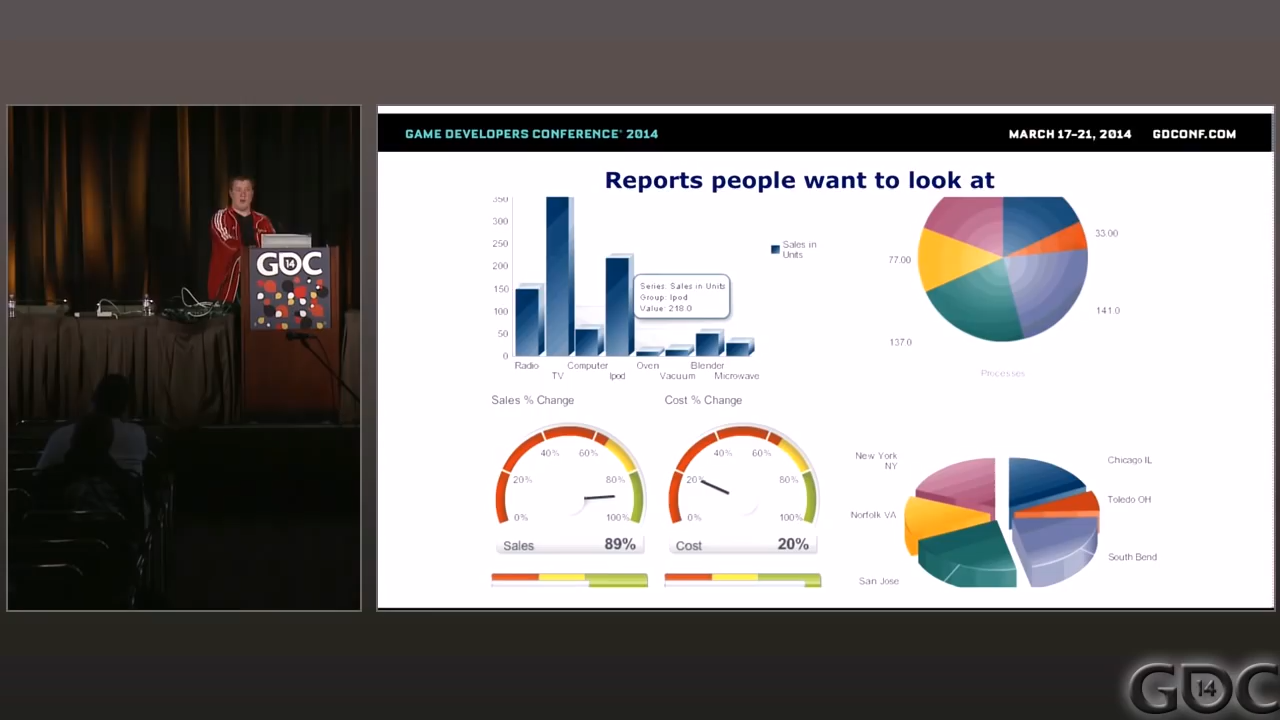 GAME DEVELOPERS CONFERENCE® 2014
MARCH 17–21, 2014 GDCONF.COM
Reports people want to look at
350
300
250
200
150
100
50
0
Radio
TV
Computer
Ipod
Oven
Vacuum
Blender
Microwave
Series: Sales in Units
Group: Ipod
Value: 218.0
Sales in
Units
33.00
77.00
141.0
137.0
Processes
Sales % Change
0%
20%
40%
60%
80%
100%
Sales 89%
Cost % Change
0%
20%
40%
60%
80%
100%
Cost 20%
New York
NY
Chicago IL
Toledo OH
Norfolk VA
South Bend
San Jose
GDC
14
GDC
14